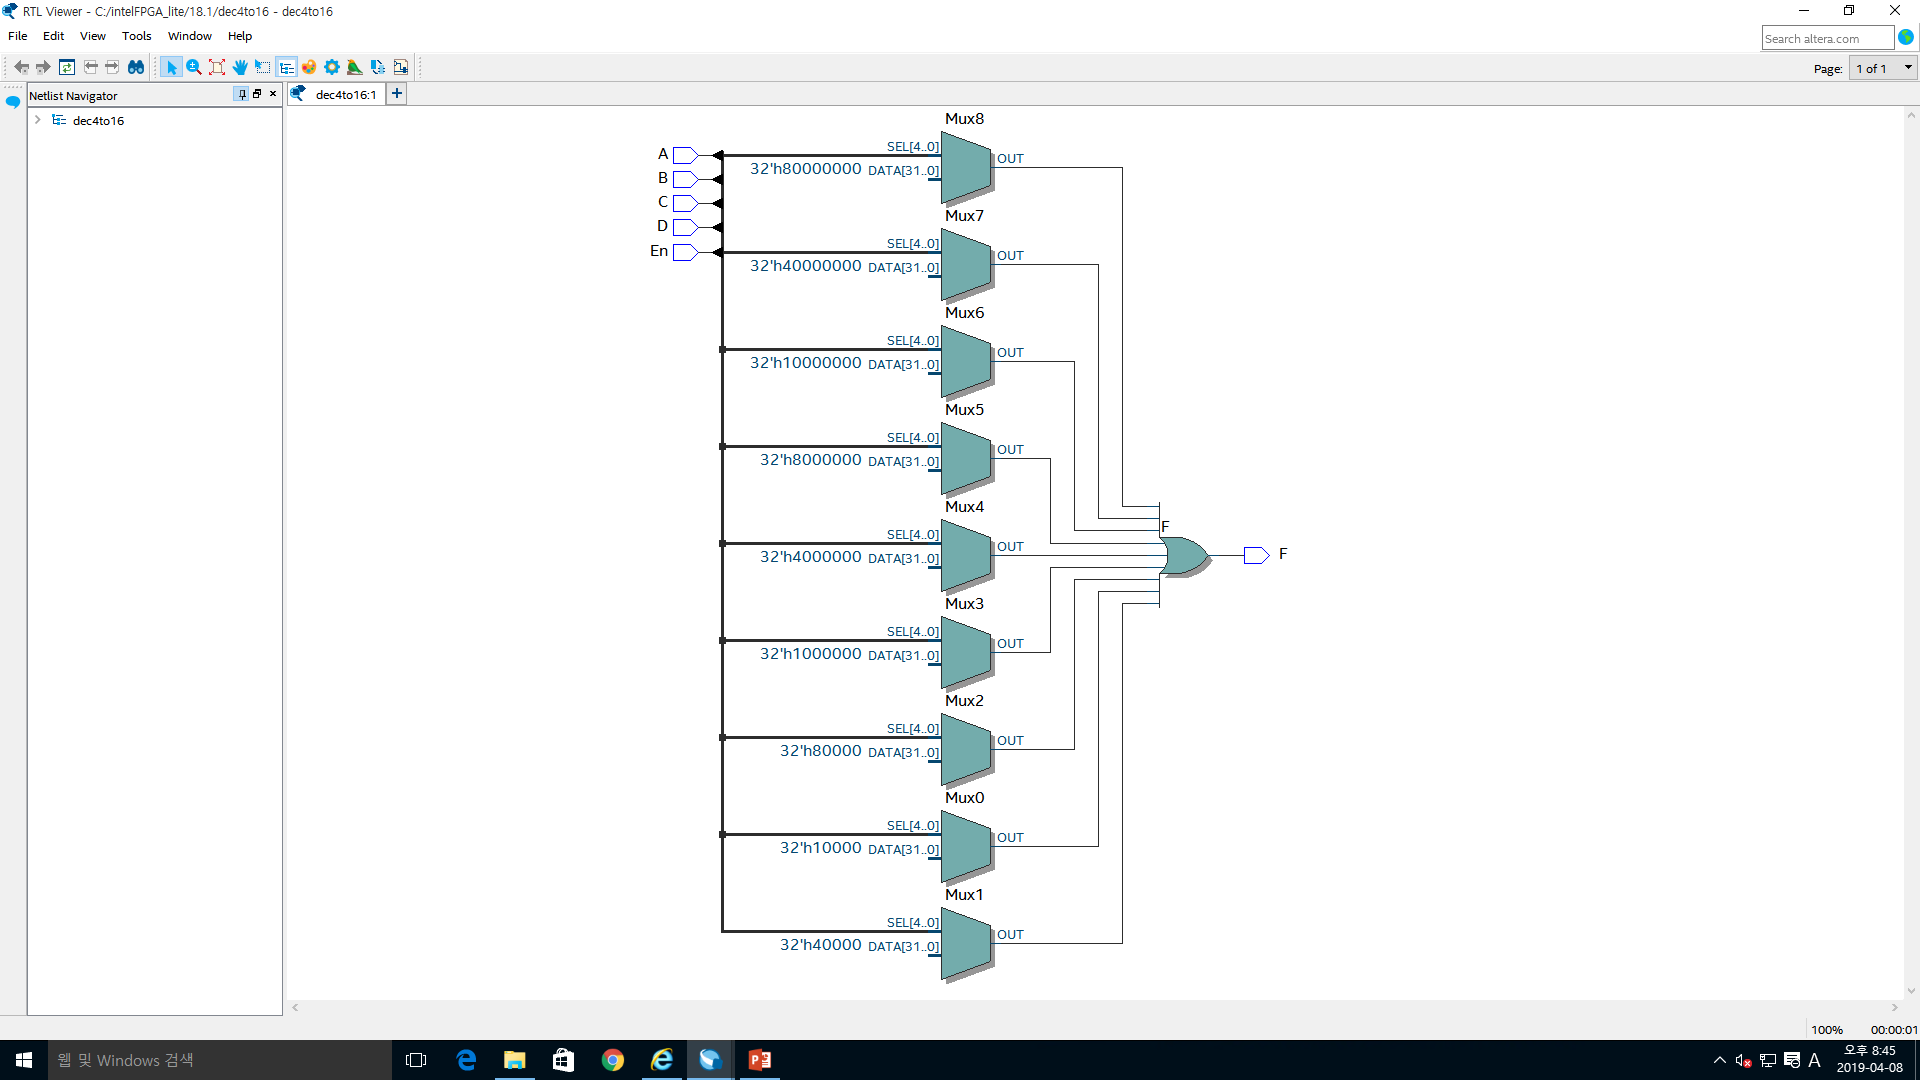 RTL Viewer - C:/intelFPGA_lite/18.1/dec4to16 - dec4to16
File Edit View Tools Window Help
Search altera.com
Page: 1 of 1
Netlist Navigator
dec4to16:1
dec4to16
Mux8
A
SEL[4..0]
OUT
32'h80000000 DATA[31..0]
B
C
Mux7
D
SEL[4..0]
En
OUT
32'h40000000 DATA[31..0]
Mux6
SEL[4..0]
OUT
32'h10000000 DATA[31..0]
Mux5
SEL[4..0]
OUT
32'h8000000 DATA[31..0]
Mux4
F
SEL[4..0]
OUT
F
32'h4000000 DATA[31..0]
Mux3
SEL[4..0]
OUT
32'h1000000 DATA[31..0]
Mux2
SEL[4..0]
OUT
32'h80000 DATA[31..0]
Mux0
SEL[4..0]
OUT
32'h10000 DATA[31..0]
Mux1
SEL[4..0]
OUT
32'h40000 DATA[31..0]
100% 00:00:01
웹 및 Windows 검색
A
오후 8:45
2019-04-08